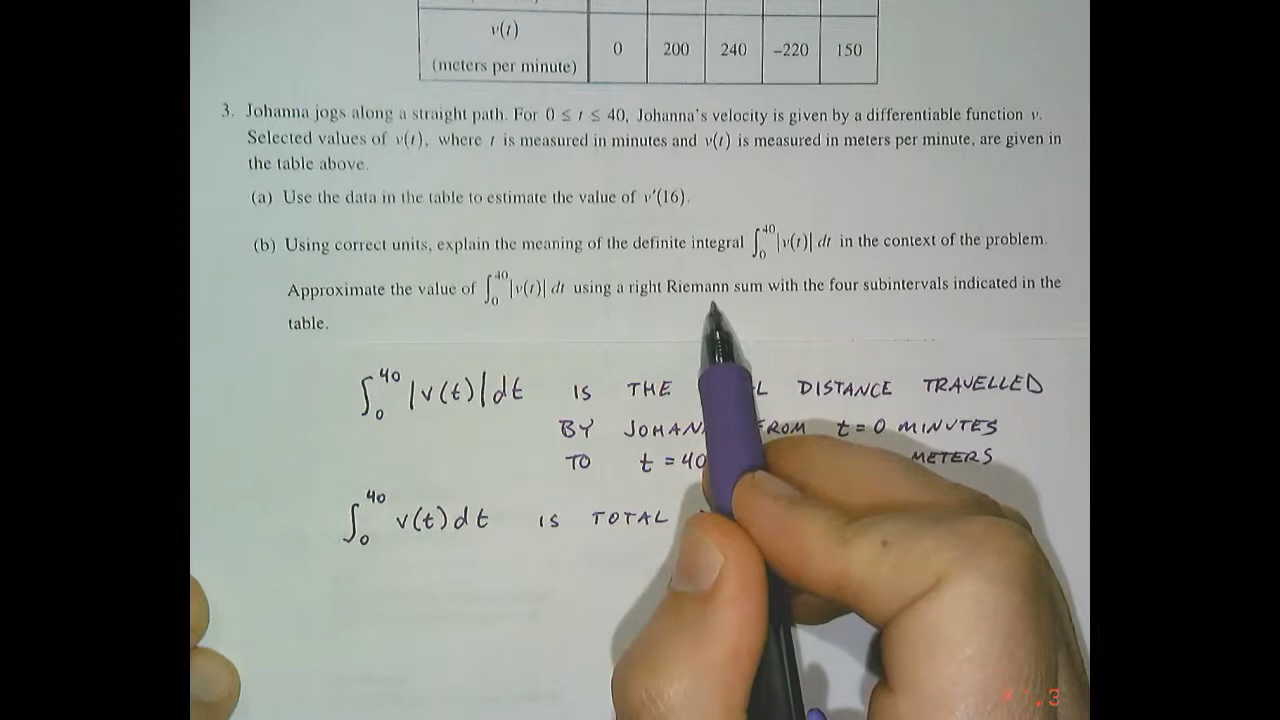 v(t)
(meters per minute)
0 200 240 –220 150
3. Johanna jogs along a straight path. For 0 ≤ t ≤ 40, Johanna's velocity is given by a differentiable function v.
Selected values of v(t), where t is measured in minutes and v(t) is measured in meters per minute, are given in
the table above.
(a) Use the data in the table to estimate the value of v′(16).
(b) Using correct units, explain the meaning of the definite integral ∫₀⁴⁰ |v(t)| dt in the context of the problem.
Approximate the value of ∫₀⁴⁰ |v(t)| dt using a right Riemann sum with the four subintervals indicated in the
table.
∫₀⁴⁰ |v(t)| dt IS THE DISTANCE TRAVELLED
BY FROM t = 0 MINUTES
TO t = 40 METERS
∫₀⁴⁰ v(t) dt IS TOTAL